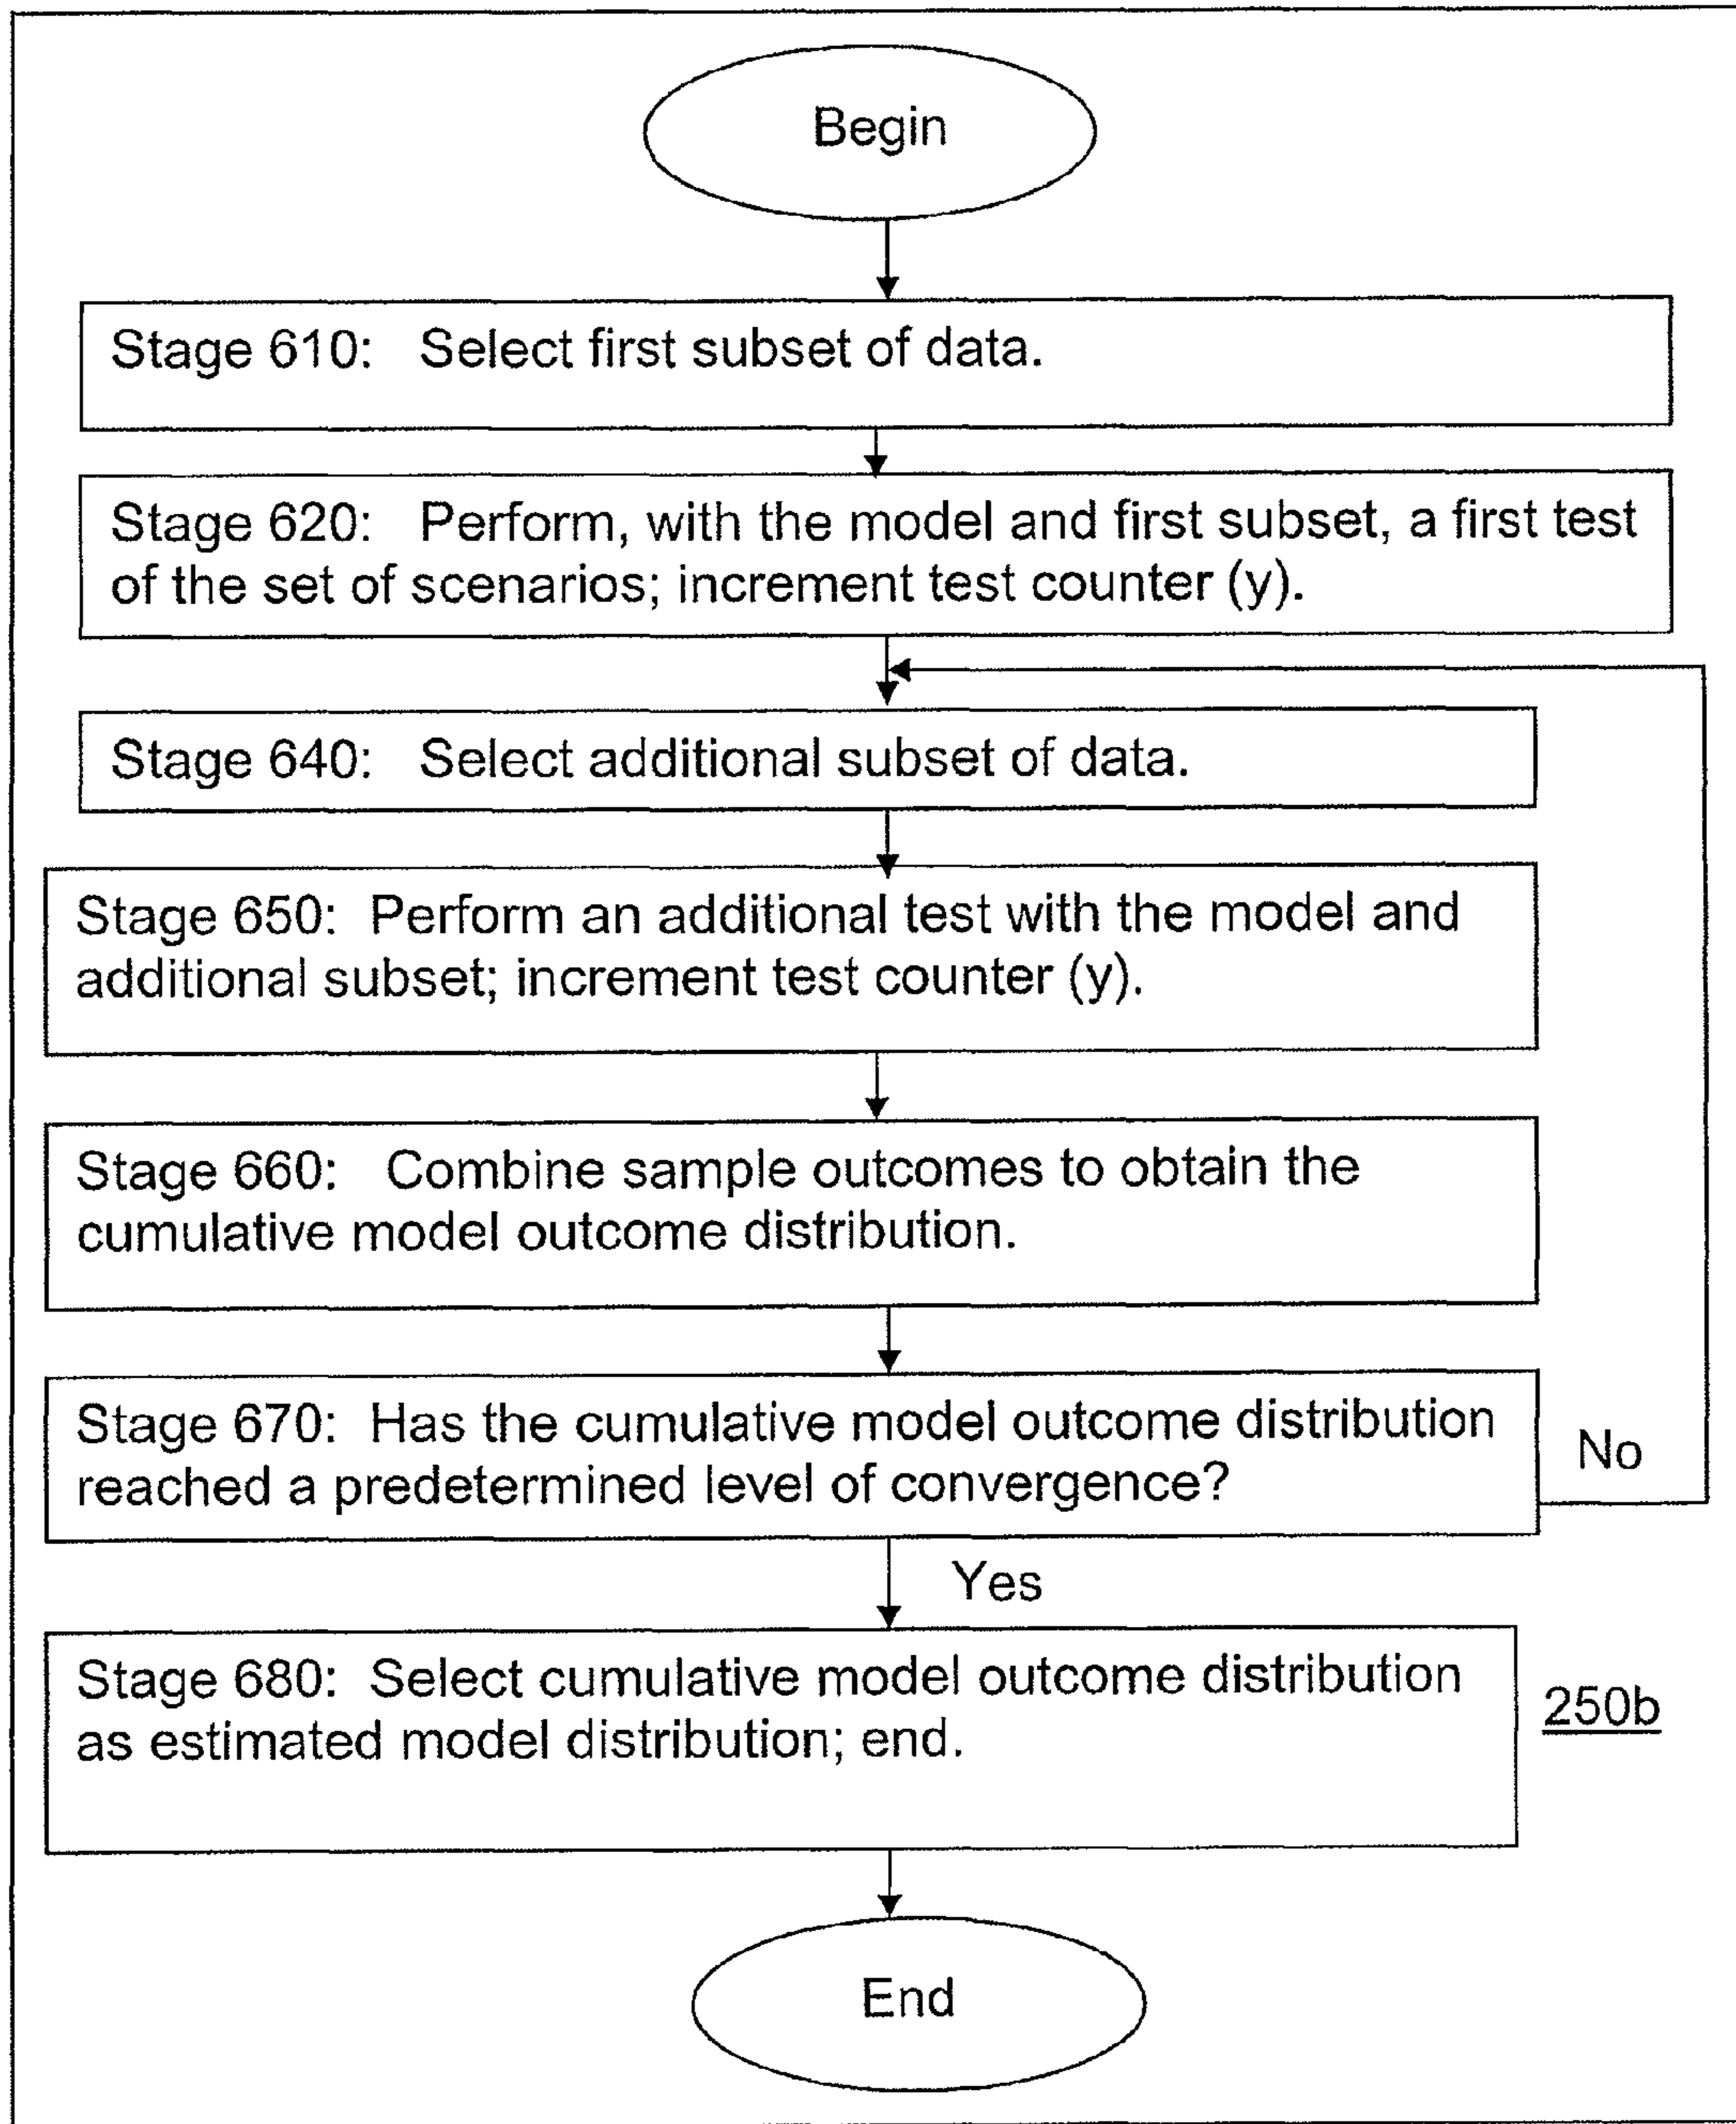 Begin
Stage 610: Select first subset of data.
Stage 620: Perform, with the model and first subset, a first test
of the set of scenarios; increment test counter (y).
Stage 640: Select additional subset of data.
Stage 650: Perform an additional test with the model and
additional subset; increment test counter (y).
Stage 660: Combine sample outcomes to obtain the
cumulative model outcome distribution.
Stage 670: Has the cumulative model outcome distribution
reached a predetermined level of convergence?
No
Yes
Stage 680: Select cumulative model outcome distribution
as estimated model distribution; end.
250b
End